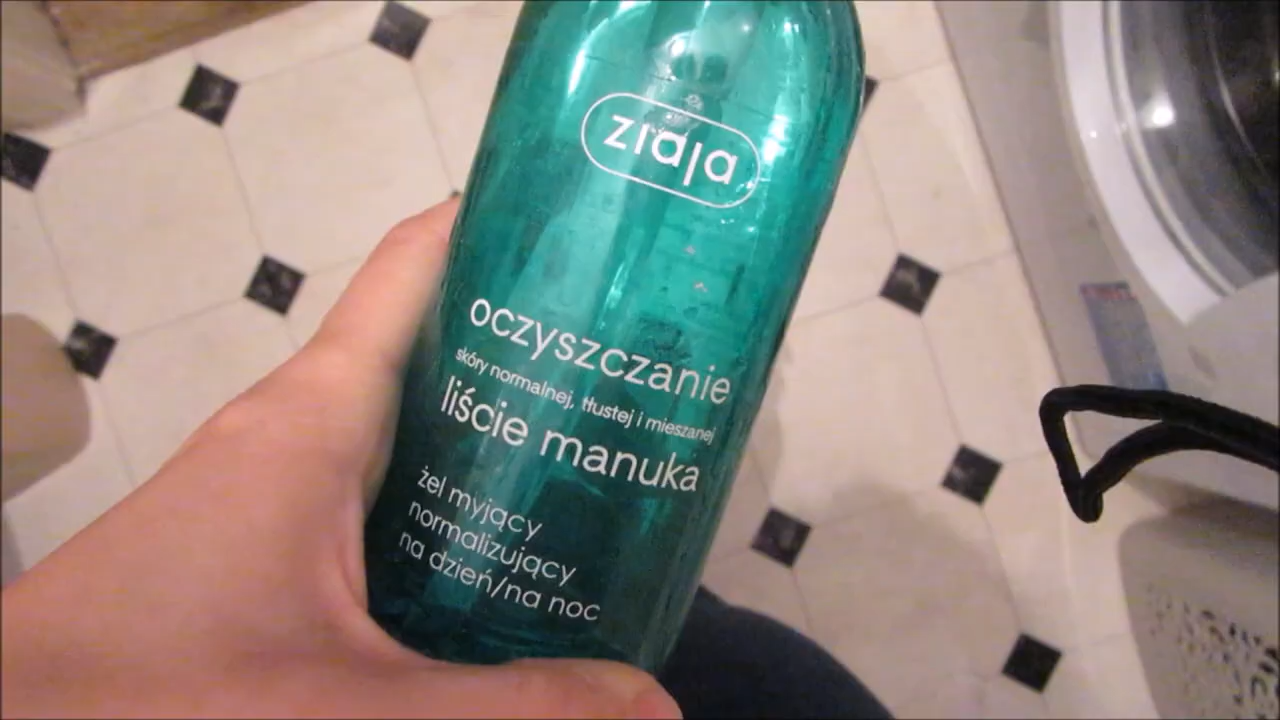 ziaja
oczyszczanie
skóry normalnej, tłustej i mieszanej
liście manuka
żel myjący
normalizujący
na dzień/na noc